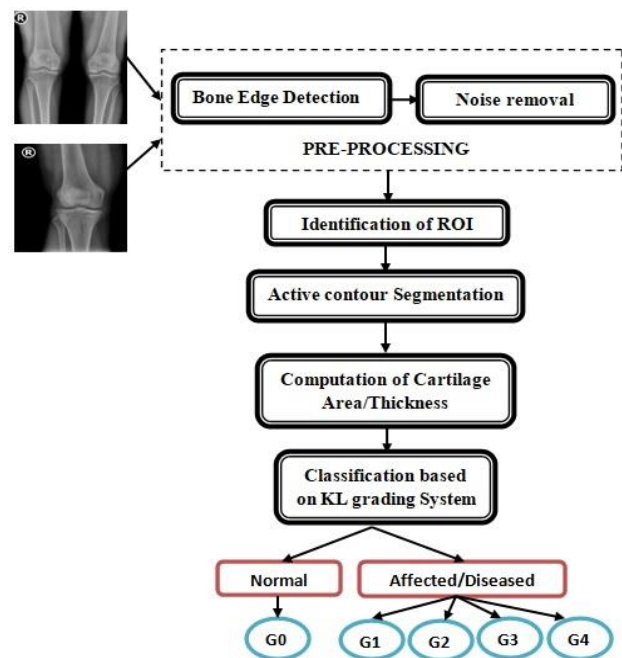 R
Bone Edge Detection
Noise removal
PRE-PROCESSING
R
Identification of ROI
Active contour Segmentation
Computation of Cartilage
Area/Thickness
Classification based
on KL grading System
Normal
Affected/Diseased
G0
G1
G2
G3
G4